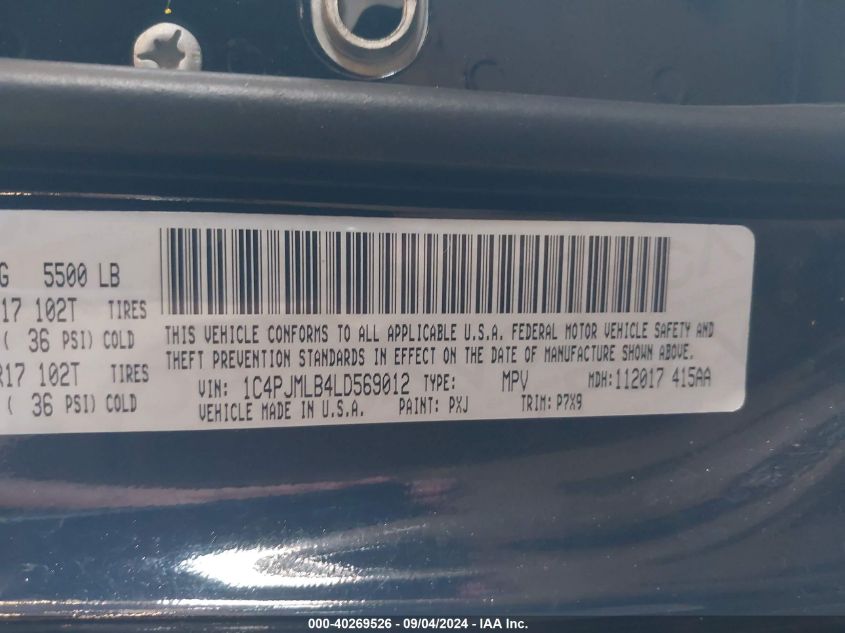 G 5500 LB
17 102T TIRES
( 36 PSI) COLD
R17 102T TIRES
( 36 PSI) COLD
THIS VEHICLE CONFORMS TO ALL APPLICABLE U.S.A. FEDERAL MOTOR VEHICLE SAFETY AND
THEFT PREVENTION STANDARDS IN EFFECT ON THE DATE OF MANUFACTURE SHOWN ABOVE.
VIN: 1C4PJMLB4LD569012 TYPE: MPV MDH:112017 415AA
VEHICLE MADE IN U.S.A. PAINT: PXJ TRIM: P7X9
000-40269526 - 09/04/2024 - IAA Inc.